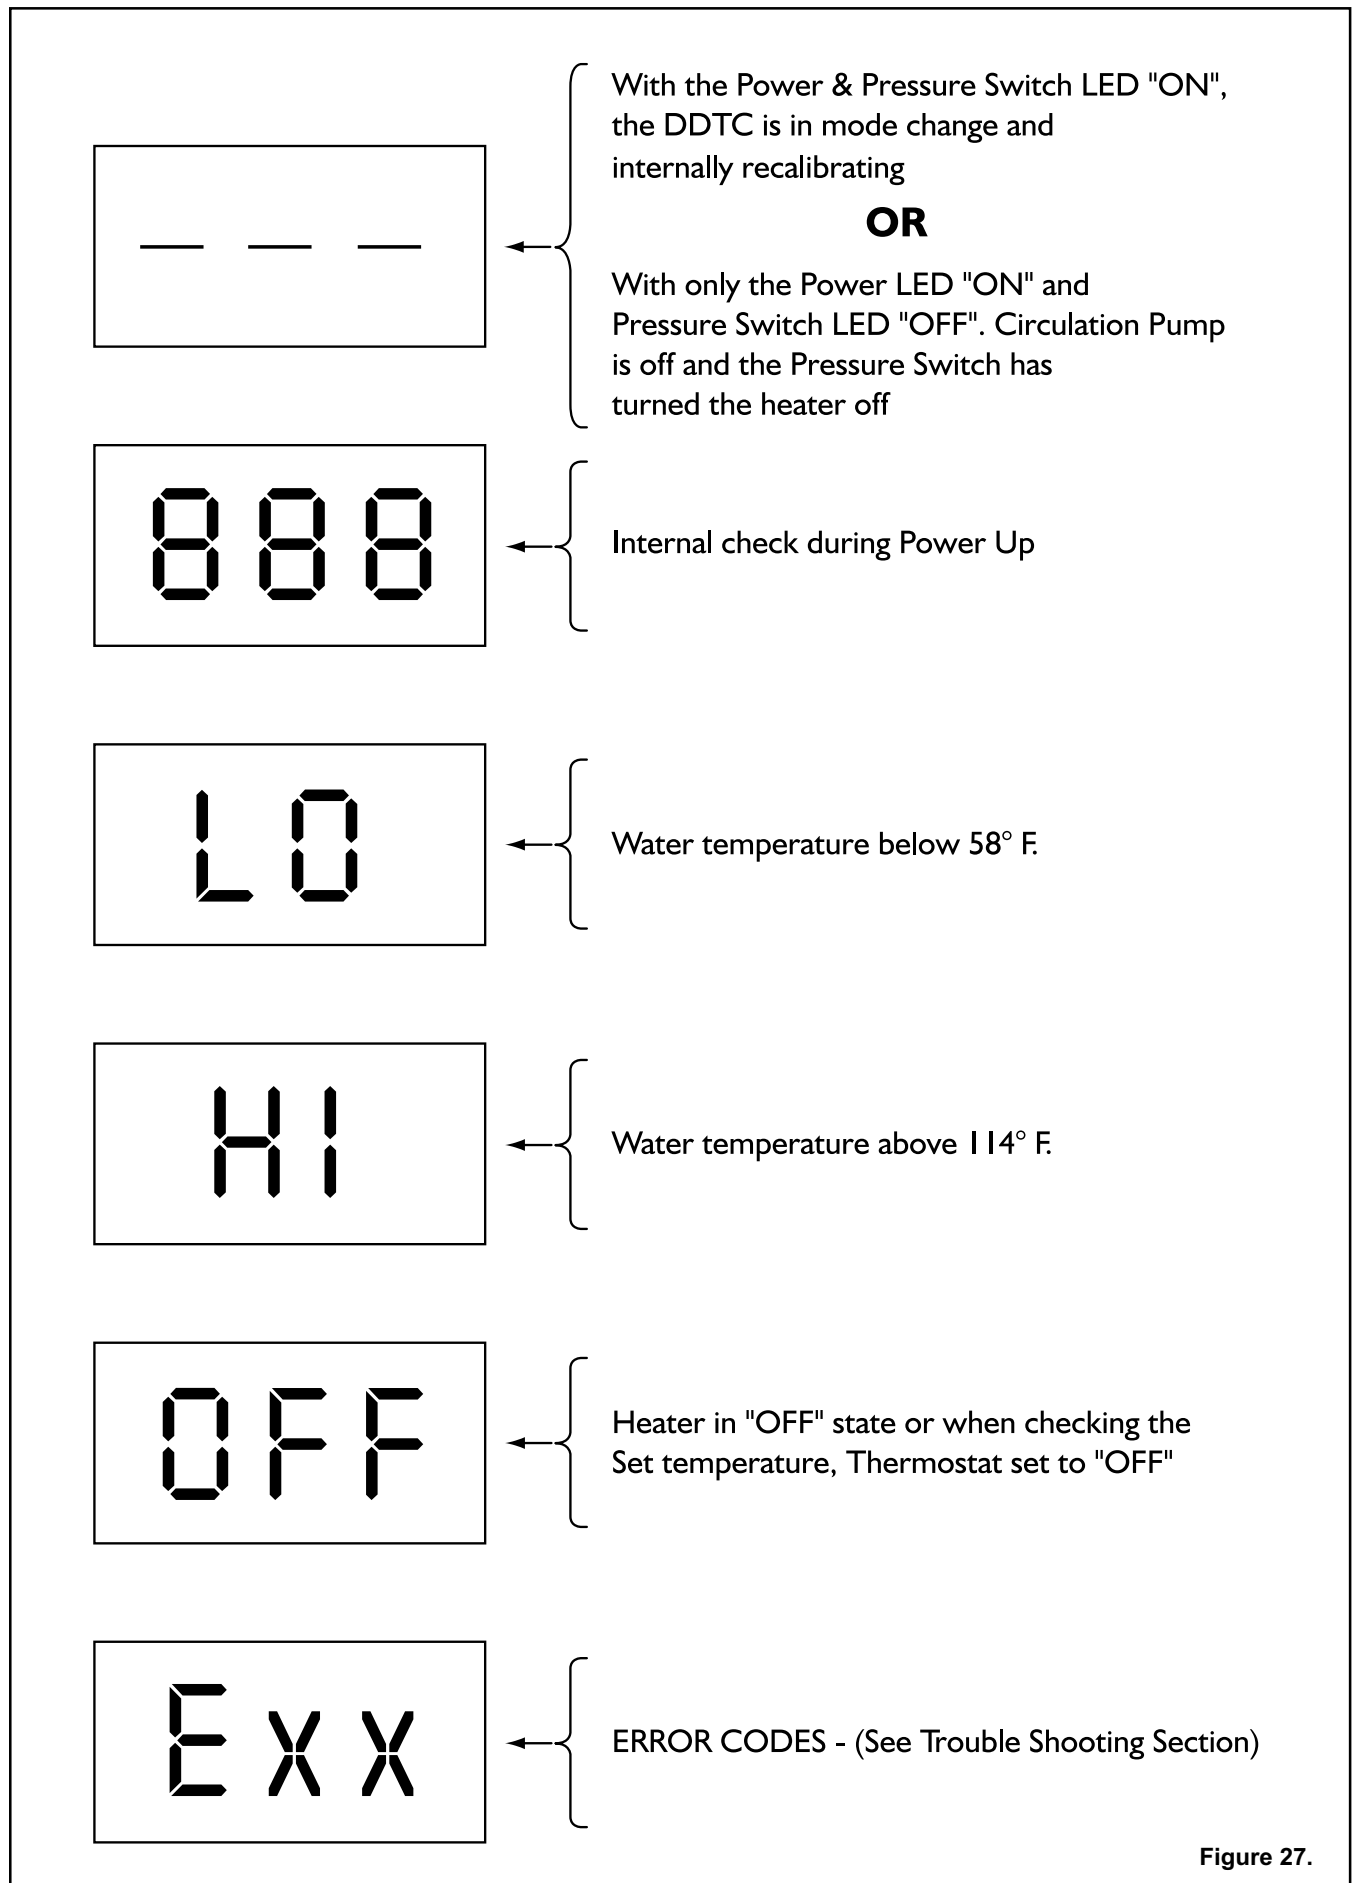 With the Power & Pressure Switch LED "ON",
the DDTC is in mode change and
internally recalibrating
OR
With only the Power LED "ON" and
Pressure Switch LED "OFF". Circulation Pump
is off and the Pressure Switch has
turned the heater off
— — —
888
Internal check during Power Up
LO
Water temperature below 58° F.
HI
Water temperature above 114° F.
OFF
Heater in "OFF" state or when checking the
Set temperature, Thermostat set to "OFF"
Exx
ERROR CODES - (See Trouble Shooting Section)
Figure 27.